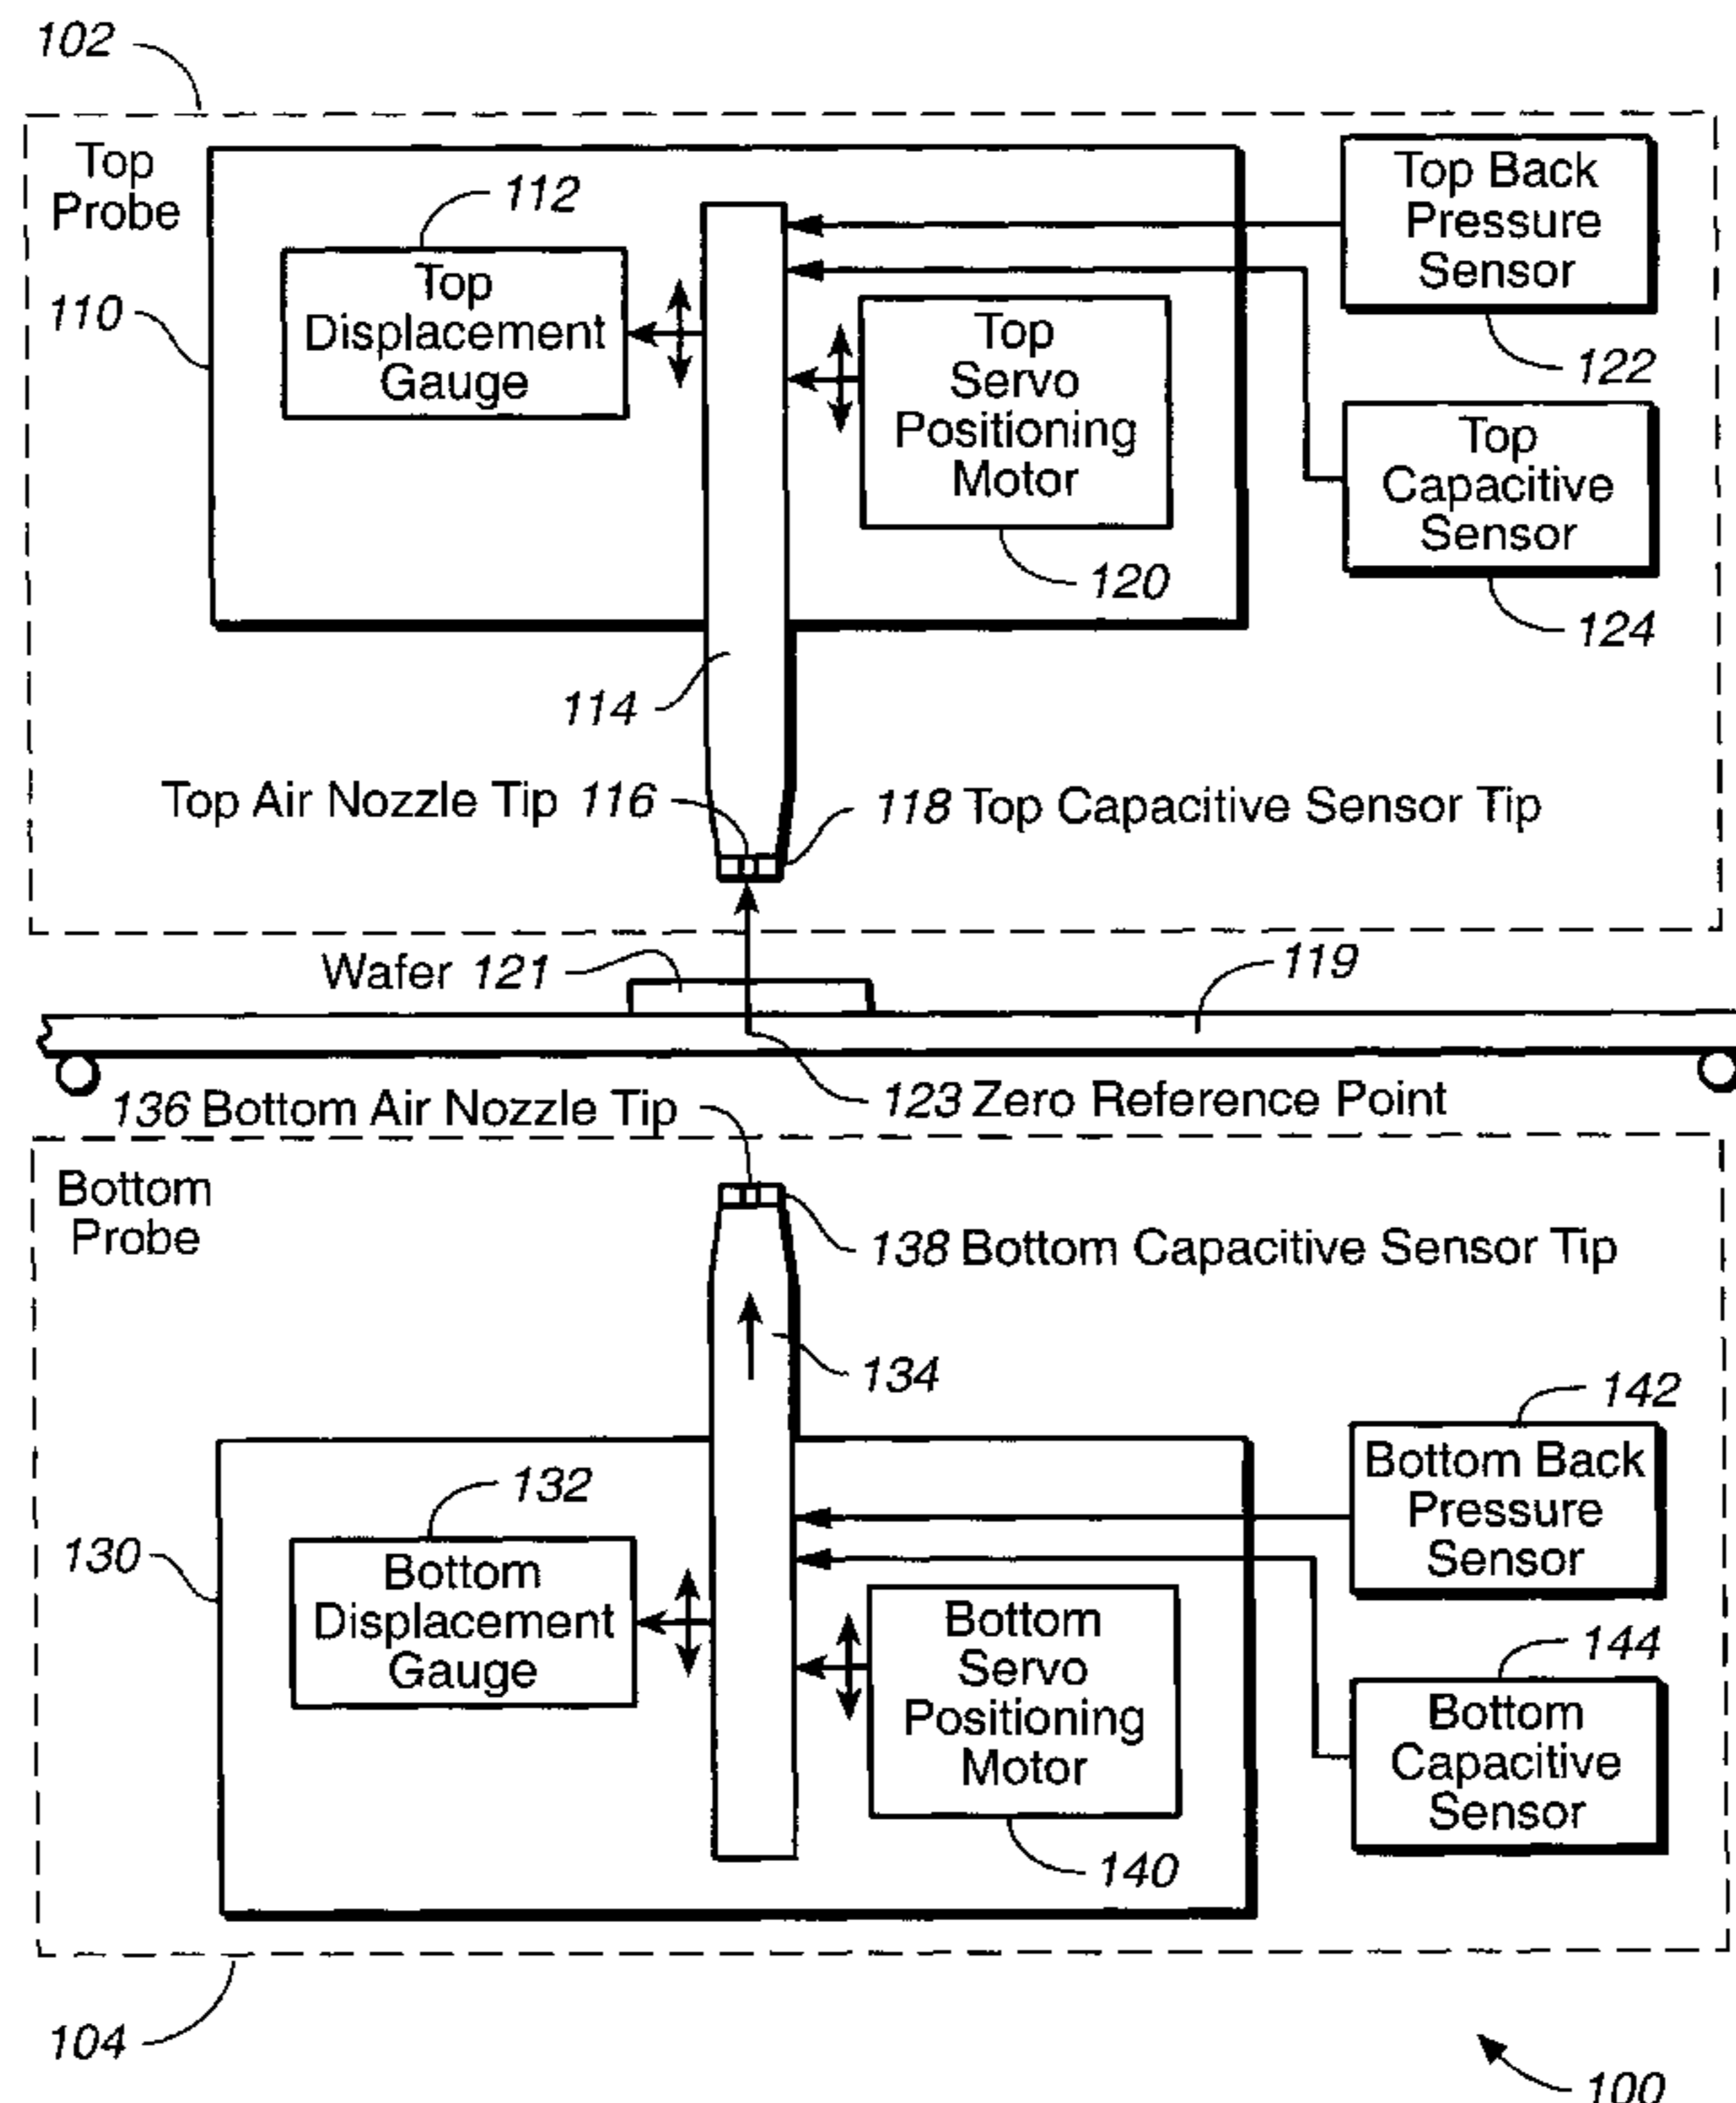 102
Top
Probe
112
110
Top
Displacement
Gauge
Top
Servo
Positioning
Motor
120
Top Back
Pressure
Sensor
122
Top
Capacitive
Sensor
124
114
Top Air Nozzle Tip 116
118 Top Capacitive Sensor Tip
Wafer 121
119
123 Zero Reference Point
136 Bottom Air Nozzle Tip
Bottom
Probe
138 Bottom Capacitive Sensor Tip
134
142
Bottom Back
Pressure
Sensor
132
130
Bottom
Displacement
Gauge
Bottom
Servo
Positioning
Motor
140
144
Bottom
Capacitive
Sensor
104
100